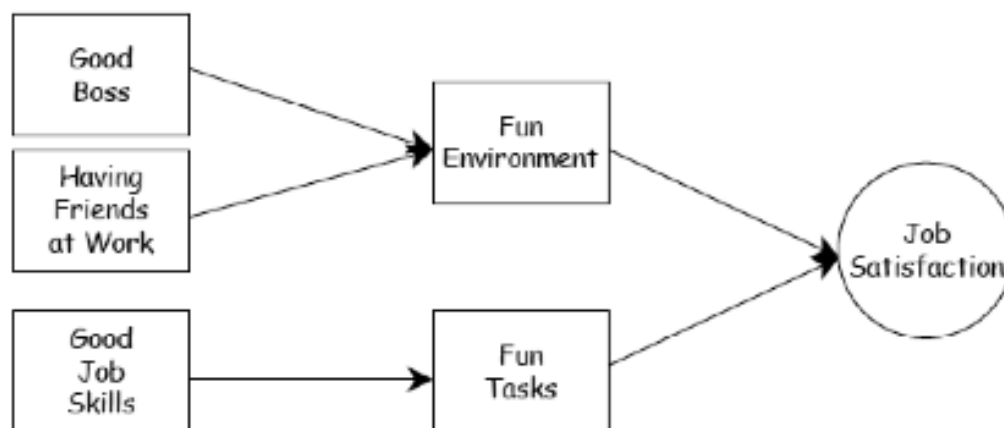 Good
Boss
Having
Friends
at Work
Good
Job
Skills
Fun
Environment
Fun
Tasks
Job
Satisfaction